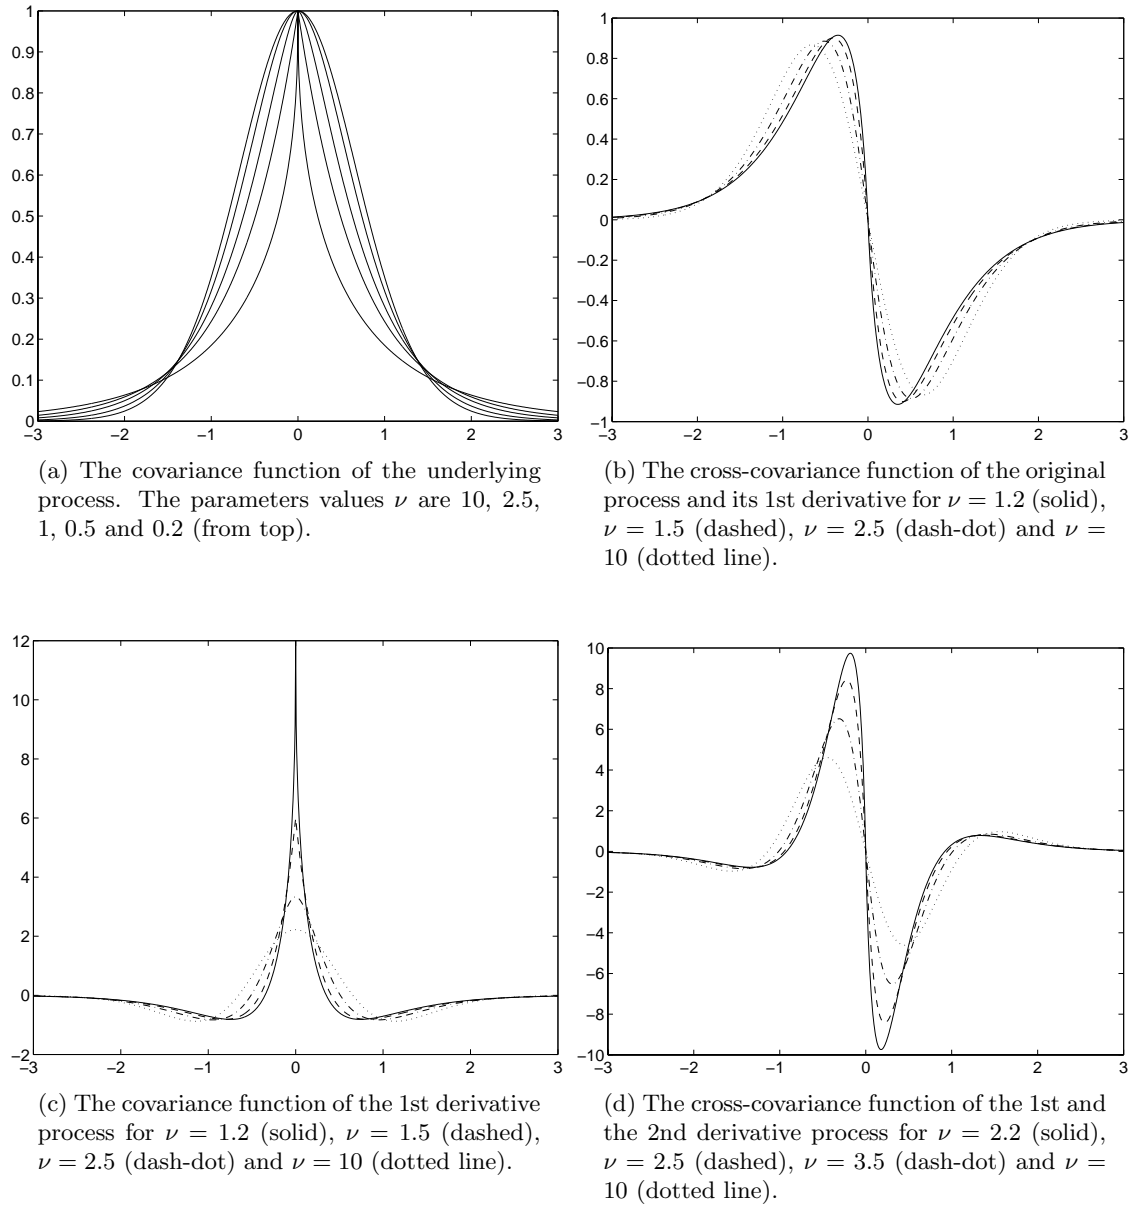 1
0.9
0.8
0.7
0.6
0.5
0.4
0.3
0.2
0.1
0
−3 −2 −1 0 1 2 3
(a) The covariance function of the underlying
process. The parameters values ν are 10, 2.5,
1, 0.5 and 0.2 (from top).
1
0.8
0.6
0.4
0.2
0
−0.2
−0.4
−0.6
−0.8
−1
−3 −2 −1 0 1 2 3
(b) The cross-covariance function of the original
process and its 1st derivative for ν = 1.2 (solid),
ν = 1.5 (dashed), ν = 2.5 (dash-dot) and ν =
10 (dotted line).
12
10
8
6
4
2
0
−2
−3 −2 −1 0 1 2 3
(c) The covariance function of the 1st derivative
process for ν = 1.2 (solid), ν = 1.5 (dashed),
ν = 2.5 (dash-dot) and ν = 10 (dotted line).
10
8
6
4
2
0
−2
−4
−6
−8
−10
−3 −2 −1 0 1 2 3
(d) The cross-covariance function of the 1st and
the 2nd derivative process for ν = 2.2 (solid),
ν = 2.5 (dashed), ν = 3.5 (dash-dot) and ν =
10 (dotted line).